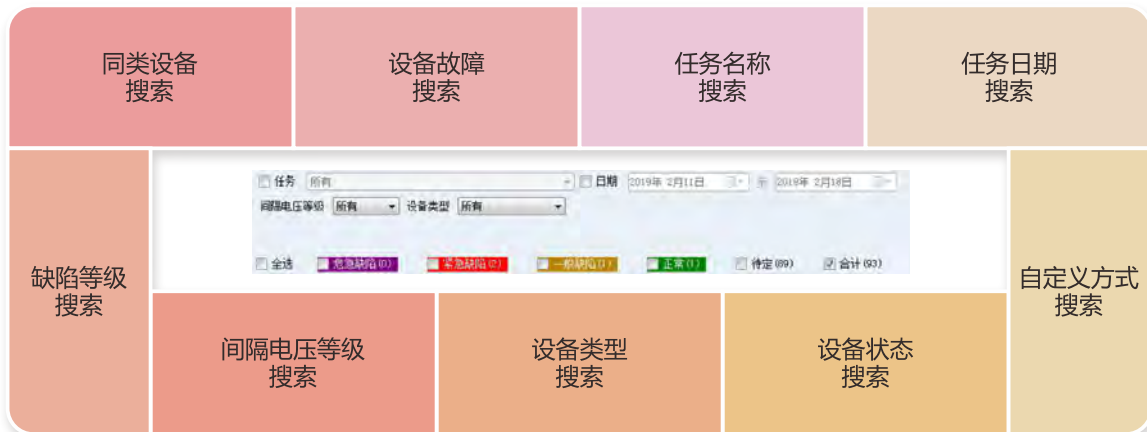 同类设备
搜索
设备故障
搜索
任务名称
搜索
任务日期
搜索
缺陷等级
搜索
任务 所有 日期 2019年 2月11日 至 2019年 2月18日
间隔电压等级 所有 设备类型 所有
全选 危急缺陷(0) 紧急缺陷(2) 一般缺陷(1) 正常(1) 待定(89) 合计(93)
自定义方式
搜索
间隔电压等级
搜索
设备类型
搜索
设备状态
搜索